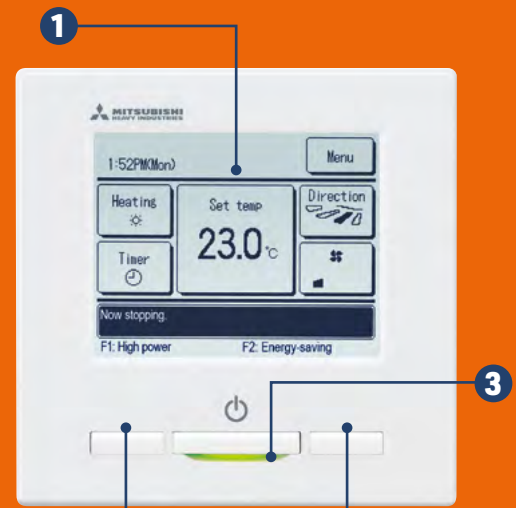 1
MITSUBISHI
HEAVY INDUSTRIES
1:52PM(Mon)
Menu
Heating
Set temp
Direction
23.0°C
Timer
Now stopping.
F1: High power
F2: Energy-saving
3